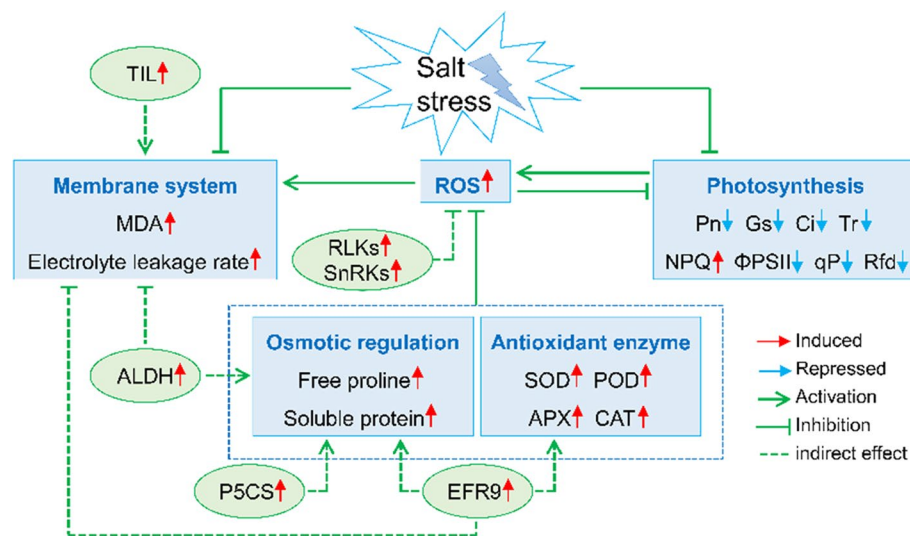 Salt
stress
TIL
Membrane system
MDA
Electrolyte leakage rate
ROS
Photosynthesis
Pn Gs Ci Tr
NPQ ΦPSII qP Rfd
RLKs
SnRKs
ALDH
Osmotic regulation
Free proline
Soluble protein
Antioxidant enzyme
SOD POD
APX CAT
P5CS
EFR9
Induced
Repressed
Activation
Inhibition
indirect effect